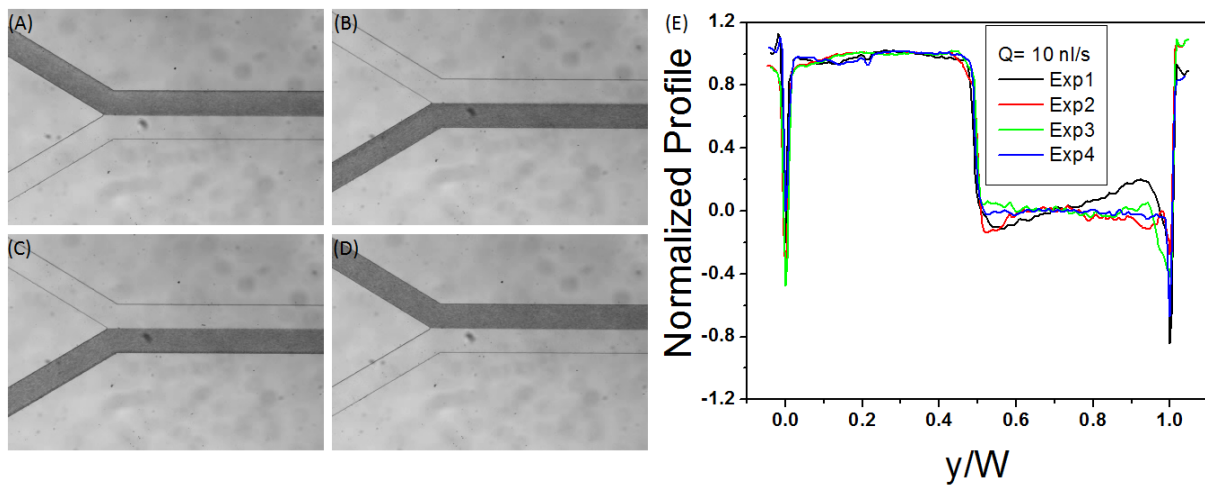 (A)
(B)
(C)
(D)
(E)
Normalized Profile
1.2
0.8
0.4
0.0
-0.4
-0.8
-1.2
Q= 10 nl/s
Exp1
Exp2
Exp3
Exp4
0.0 0.2 0.4 0.6 0.8 1.0
y/W